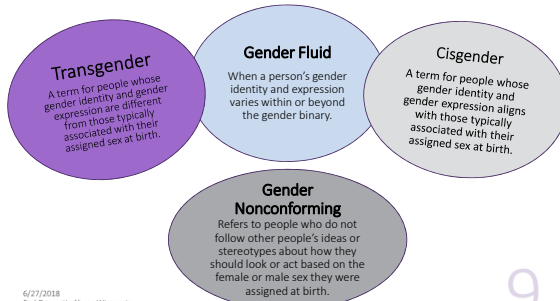 Transgender
A term for people whose
gender identity and gender
expression are different
from those typically
associated with their
assigned sex at birth.
Gender Fluid
When a person's gender
identity and expression
varies within or beyond
the gender binary.
Cisgender
A term for people whose
gender identity and
gender expression aligns
with those typically
associated with their
assigned sex at birth.
Gender
Nonconforming
Refers to people who do not
follow other people's ideas or
stereotypes about how they
should look or act based on the
female or male sex they were
assigned at birth.
6/27/2018